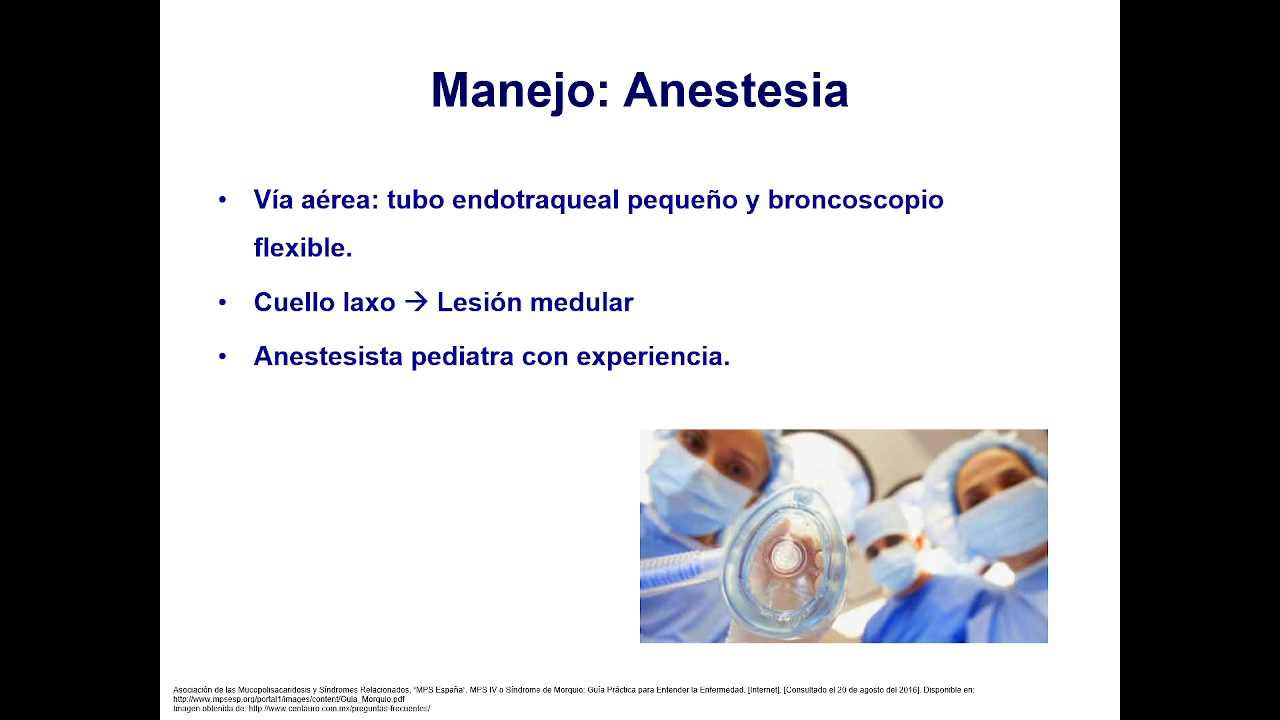 Manejo: Anestesia
• Vía aérea: tubo endotraqueal pequeño y broncoscopio
flexible.
• Cuello laxo → Lesión medular
• Anestesista pediatra con experiencia.
Asociación de las Mucopolisacaridosis y Síndromes Relacionados, "MPS España". MPS IV o Síndrome de Morquio: Guía Práctica para Entender la Enfermedad. [Internet]. [Consultado el 20 de agosto del 2016]. Disponible en:
http://www.mpsesp.org/portal1/images/content/Guia_Morquio.pdf
Imagen obtenida de: http://www.centauro.com.mx/preguntas-frecuentes/